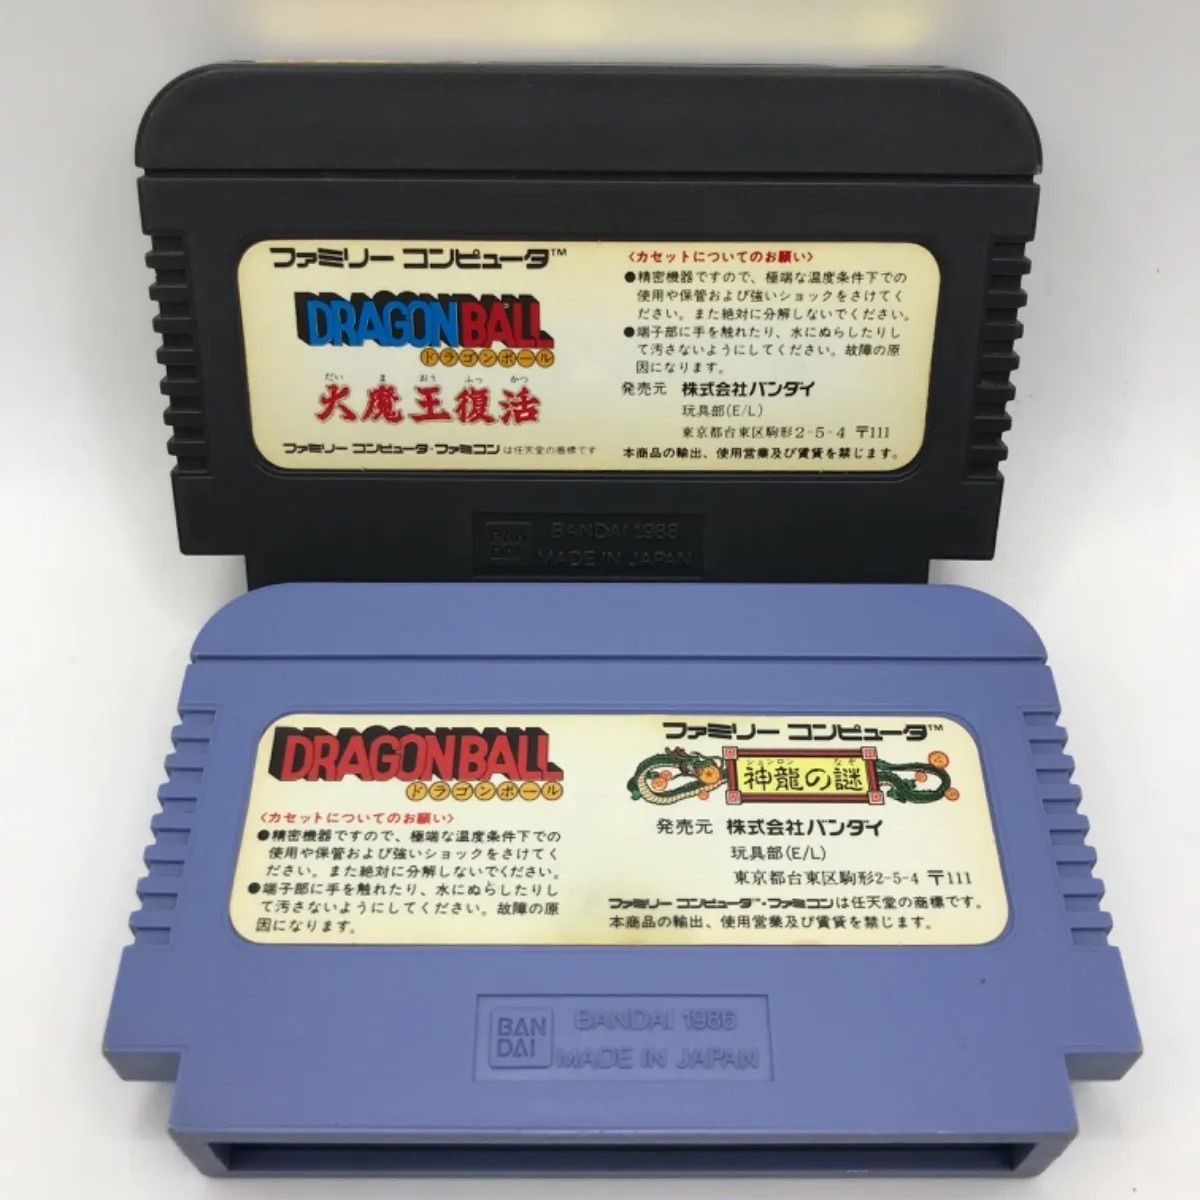 ファミリー コンピュータ™
DRAGON BALL
ドラゴンボール
だい ま おう ふっ かつ
大魔王復活
ファミリー コンピュータ・ファミコンは任天堂の商標です
〈カセットについてのお願い〉
●精密機器ですので、極端な温度条件下での
使用や保管および強いショックをさけてく
ださい。また絶対に分解しないでください。
●端子部に手を触れたり、水にぬらしたりし
て汚さないようにしてください。故障の原
因になります。
発売元 株式会社バンダイ
玩具部(E/L)
東京都台東区駒形2-5-4 〒111
本商品の輸出、使用営業及び賃貸を禁じます。
BAN
DAI
BANDAI 1986
MADE IN JAPAN
DRAGON BALL
ドラゴンボール
〈カセットについてのお願い〉
●精密機器ですので、極端な温度条件下での
使用や保管および強いショックをさけてく
ださい。また絶対に分解しないでください。
●端子部に手を触れたり、水にぬらしたりし
て汚さないようにしてください。故障の原
因になります。
ファミリー コンピュータ™
シェンロン なぞ
神龍の謎
発売元 株式会社バンダイ
玩具部(E/L)
東京都台東区駒形2-5-4 〒111
ファミリー コンピュータ™・ファミコンは任天堂の商標です。
本商品の輸出、使用営業及び賃貸を禁じます。
BAN
DAI
BANDAI 1986
MADE IN JAPAN